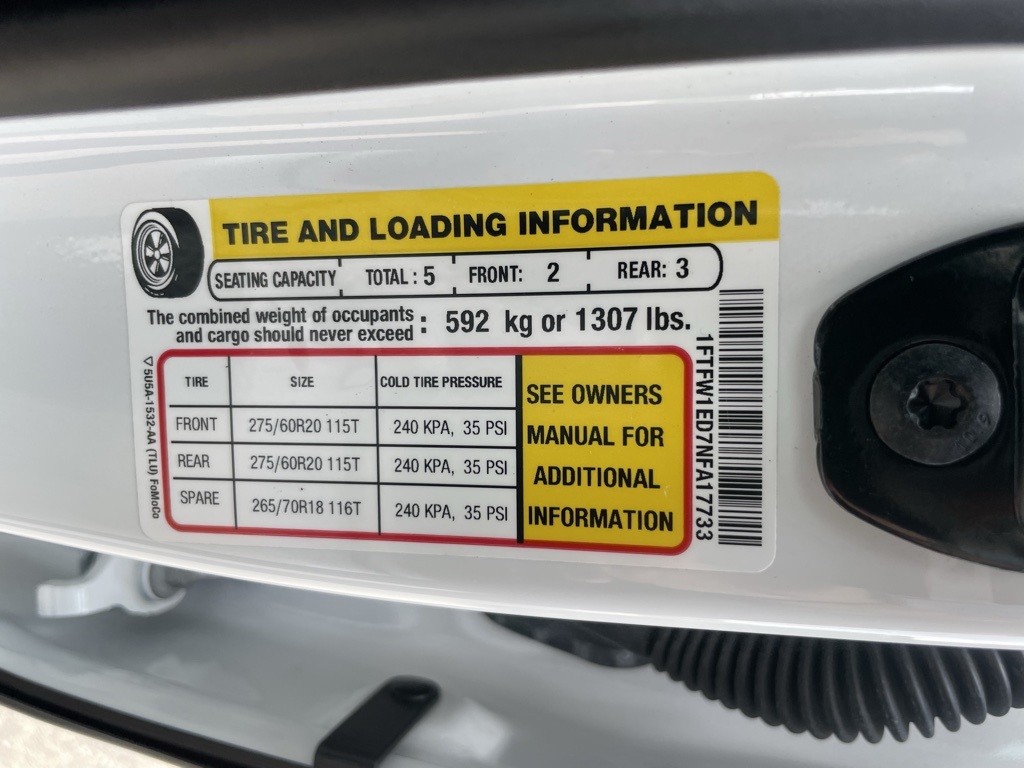 TIRE AND LOADING INFORMATION
SEATING CAPACITY TOTAL : 5 FRONT: 2 REAR: 3
The combined weight of occupants
and cargo should never exceed : 592 kg or 1307 lbs.
TIRE SIZE COLD TIRE PRESSURE
FRONT 275/60R20 115T 240 KPA, 35 PSI
REAR 275/60R20 115T 240 KPA, 35 PSI
SPARE 265/70R18 116T 240 KPA, 35 PSI
SEE OWNERS
MANUAL FOR
ADDITIONAL
INFORMATION
5U5A-1532-AA (TLU) FoMoCo
1FTFW1ED7NFA17733